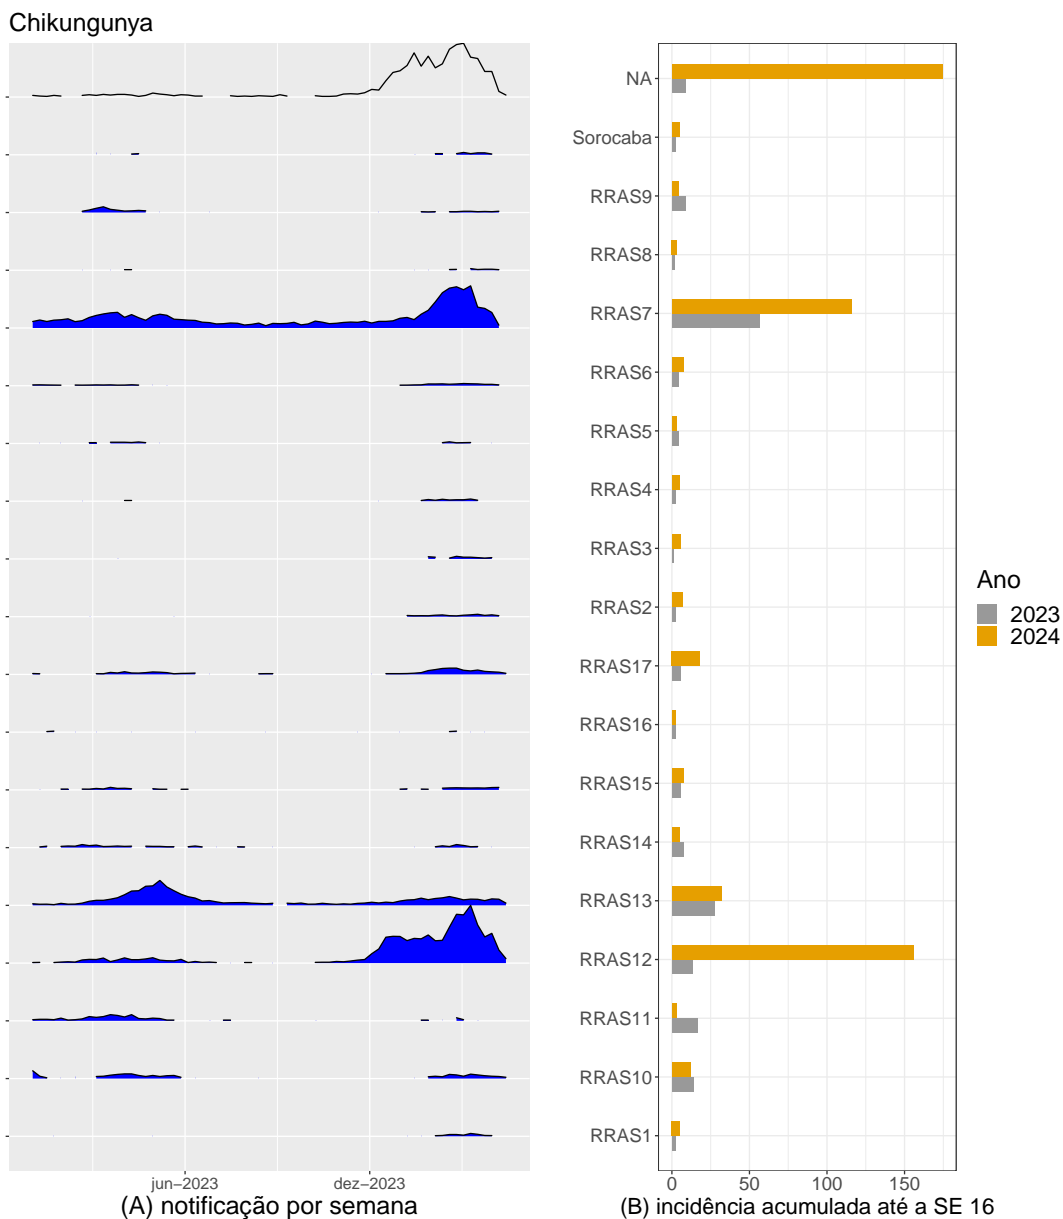 Chikungunya
jun−2023
dez−2023
(A) notificação por semana
NA
Sorocaba
RRAS9
RRAS8
RRAS7
RRAS6
RRAS5
RRAS4
RRAS3
RRAS2
RRAS17
RRAS16
RRAS15
RRAS14
RRAS13
RRAS12
RRAS11
RRAS10
RRAS1
0 50 100 150
(B) incidência acumulada até a SE 16
Ano
2023
2024